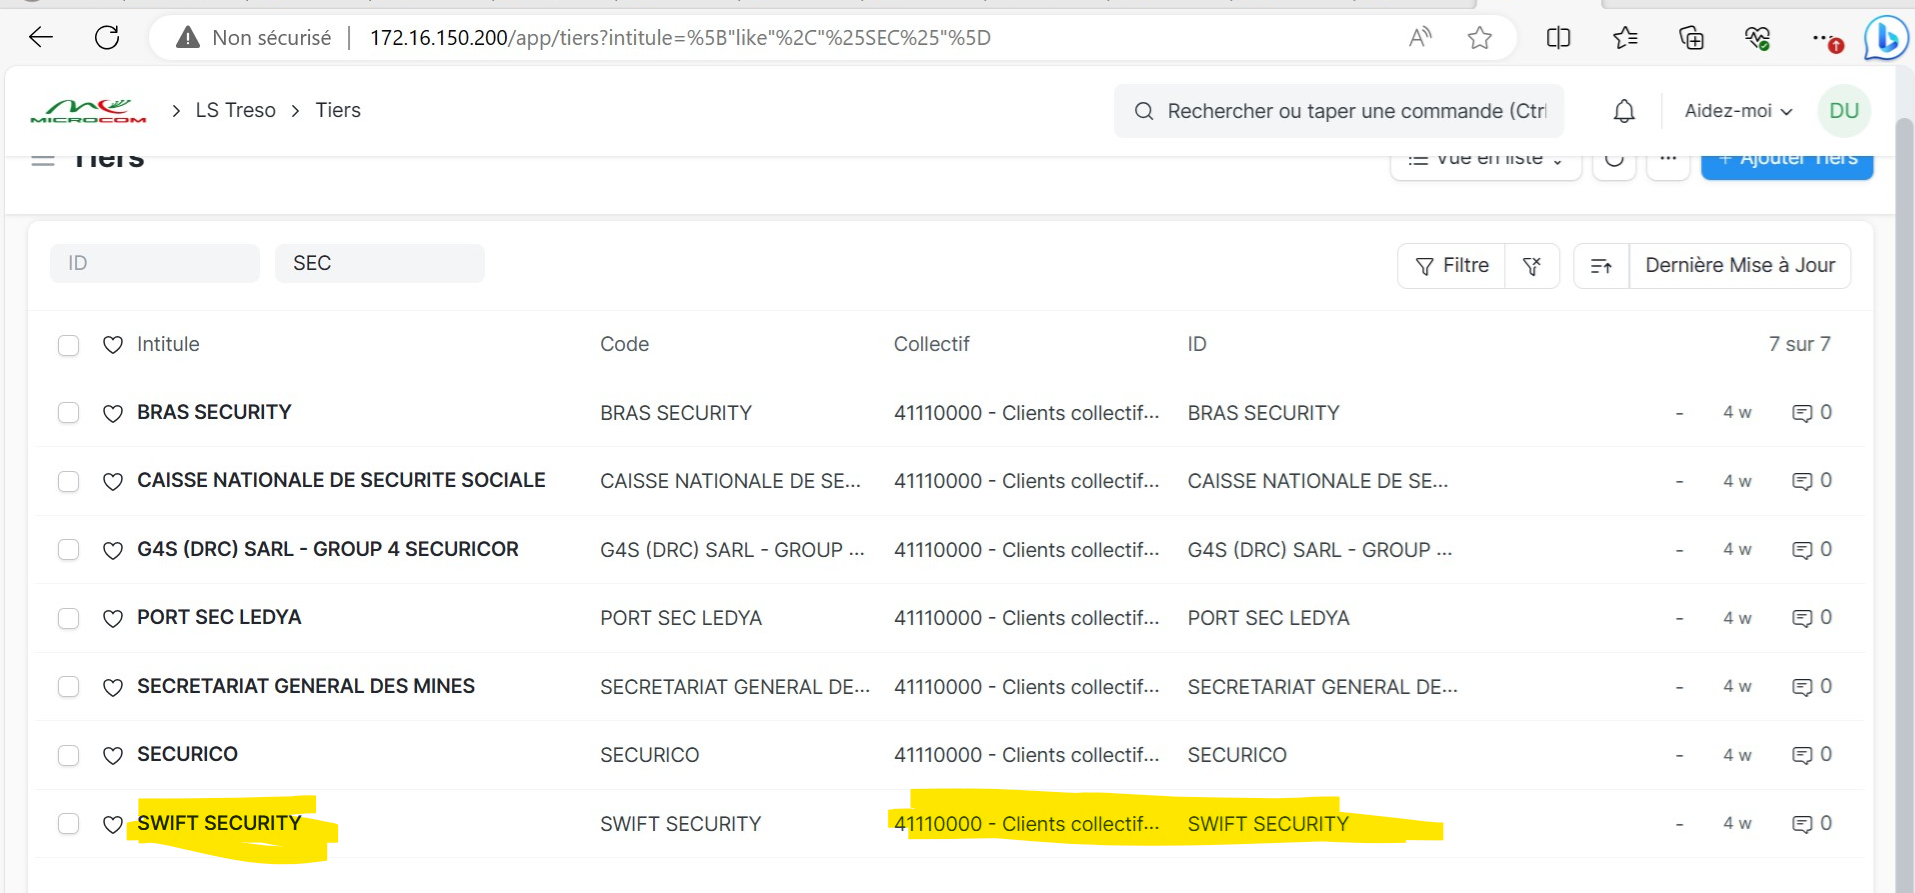 Non sécurisé | 172.16.150.200/app/tiers?intitule=%5B"like"%2C"%25SEC%25"%5D
MICROCOM > LS Treso > Tiers
Rechercher ou taper une commande (Ctrl
Aidez-moi
DU
Tiers
Vue en liste
+ Ajouter Tiers
ID
SEC
Filtre
Dernière Mise à Jour
Intitule Code Collectif ID 7 sur 7
BRAS SECURITY BRAS SECURITY 41110000 - Clients collectif... BRAS SECURITY - 4 w 0
CAISSE NATIONALE DE SECURITE SOCIALE CAISSE NATIONALE DE SE... 41110000 - Clients collectif... CAISSE NATIONALE DE SE... - 4 w 0
G4S (DRC) SARL - GROUP 4 SECURICOR G4S (DRC) SARL - GROUP ... 41110000 - Clients collectif... G4S (DRC) SARL - GROUP ... - 4 w 0
PORT SEC LEDYA PORT SEC LEDYA 41110000 - Clients collectif... PORT SEC LEDYA - 4 w 0
SECRETARIAT GENERAL DES MINES SECRETARIAT GENERAL DE... 41110000 - Clients collectif... SECRETARIAT GENERAL DE... - 4 w 0
SECURICO SECURICO 41110000 - Clients collectif... SECURICO - 4 w 0
SWIFT SECURITY SWIFT SECURITY 41110000 - Clients collectif... SWIFT SECURITY - 4 w 0